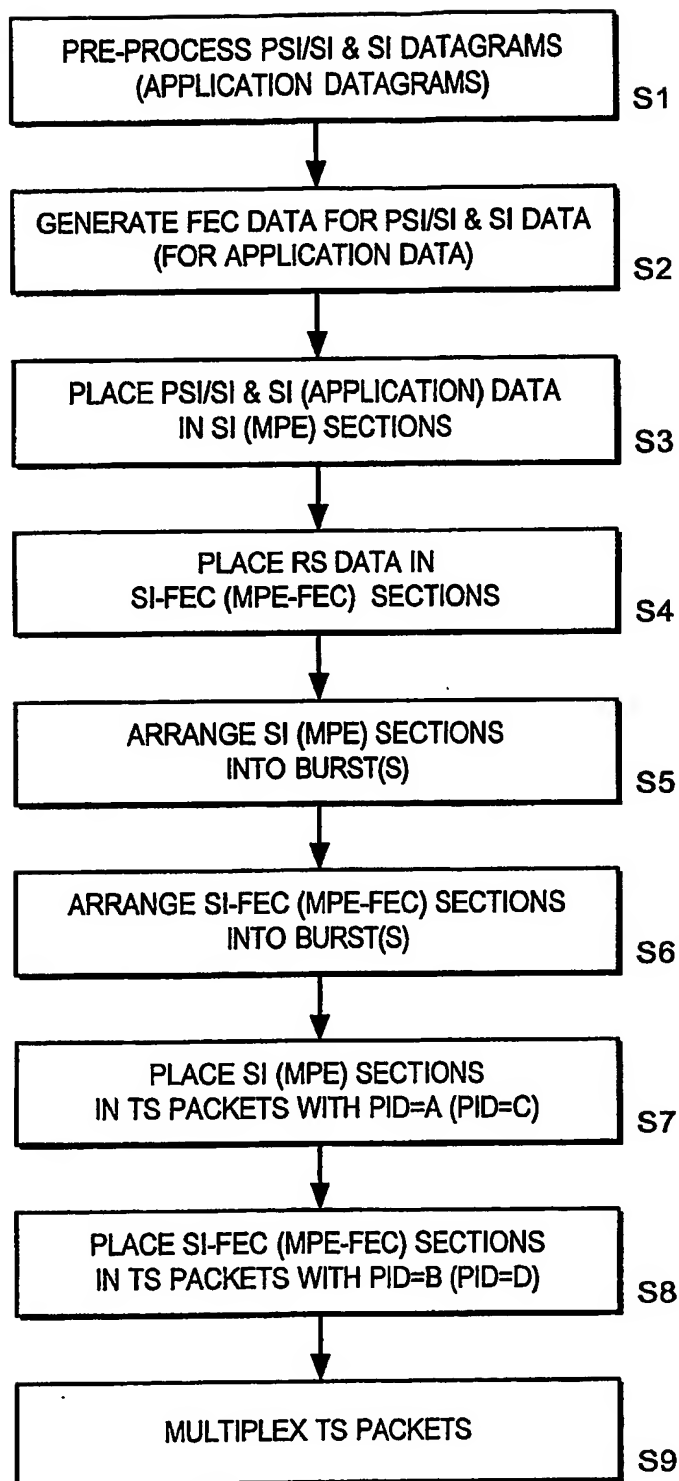 PRE-PROCESS PSI/SI & SI DATAGRAMS
(APPLICATION DATAGRAMS)
S1
GENERATE FEC DATA FOR PSI/SI & SI DATA
(FOR APPLICATION DATA)
S2
PLACE PSI/SI & SI (APPLICATION) DATA
IN SI (MPE) SECTIONS
S3
PLACE RS DATA IN
SI-FEC (MPE-FEC) SECTIONS
S4
ARRANGE SI (MPE) SECTIONS
INTO BURST(S)
S5
ARRANGE SI-FEC (MPE-FEC) SECTIONS
INTO BURST(S)
S6
PLACE SI (MPE) SECTIONS
IN TS PACKETS WITH PID=A (PID=C)
S7
PLACE SI-FEC (MPE-FEC) SECTIONS
IN TS PACKETS WITH PID=B (PID=D)
S8
MULTIPLEX TS PACKETS
S9